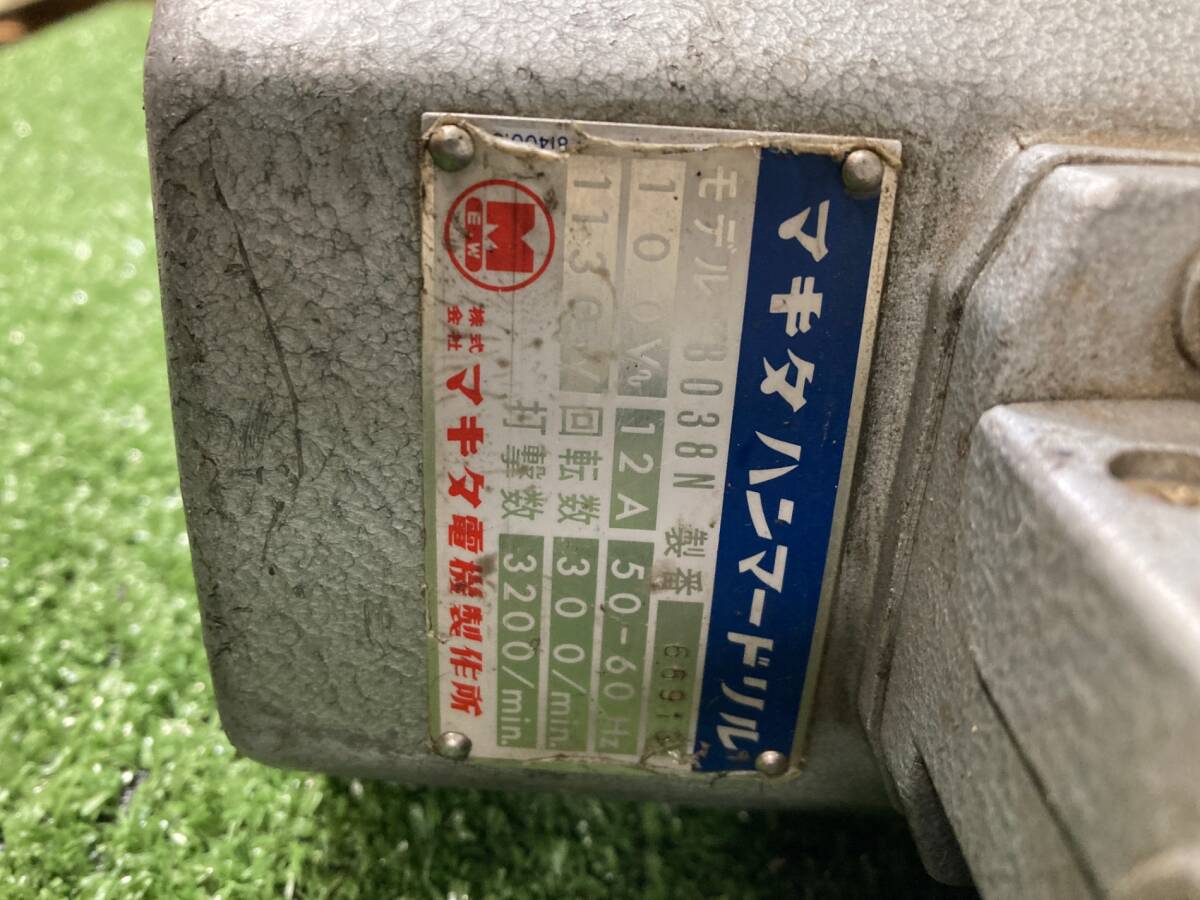 マキタハンマードリル
モデル 8038N 製番 669
100V 12A 50-60Hz
113 回転数 300/min.
打撃数 3200/min.
M
E.W
株式会社 マキタ電機製作所